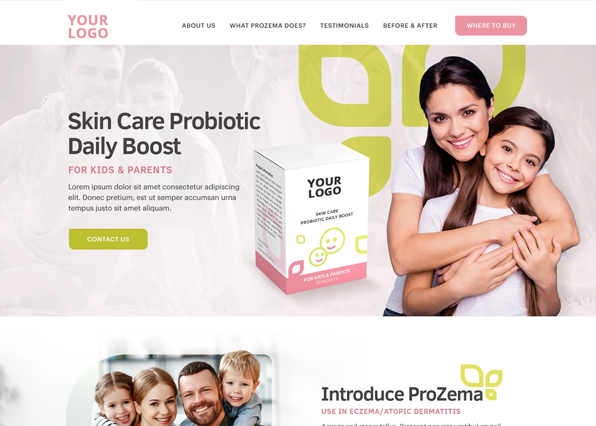 YOUR
LOGO
ABOUT US
WHAT PROZEMA DOES?
TESTIMONIALS
BEFORE & AFTER
WHERE TO BUY
Skin Care Probiotic
Daily Boost
FOR KIDS & PARENTS
Lorem ipsum dolor sit amet consectetur adipiscing
elit. Donec pretium, est ut semper accumsan urna
tempus justo sit amet aliquam.
CONTACT US
YOUR
LOGO
SKIN CARE
PROBIOTIC DAILY BOOST
FOR KIDS & PARENTS
Introduce ProZema
USE IN ECZEMA/ATOPIC DERMATITIS